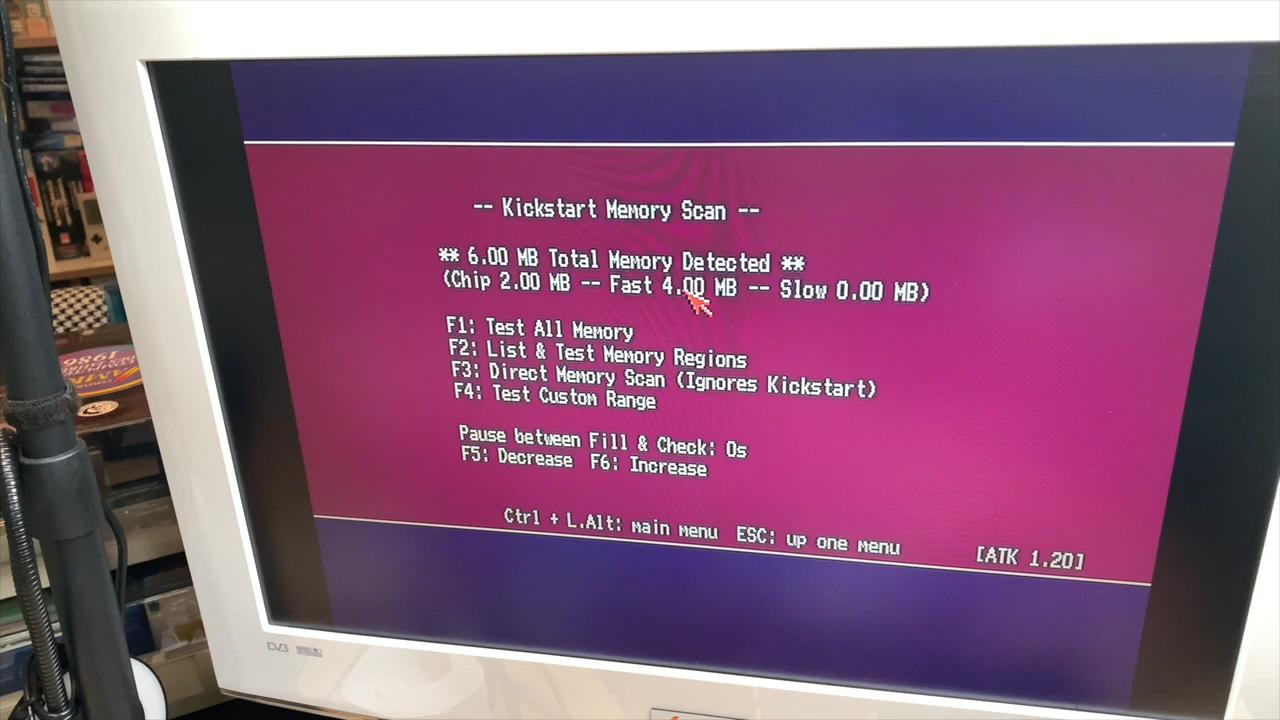 -- Kickstart Memory Scan --
** 6.00 MB Total Memory Detected **
(Chip 2.00 MB -- Fast 4.00 MB -- Slow 0.00 MB)
F1: Test All Memory
F2: List & Test Memory Regions
F3: Direct Memory Scan (Ignores Kickstart)
F4: Test Custom Range
Pause between Fill & Check: 0s
F5: Decrease F6: Increase
Ctrl + L.Alt: main menu ESC: up one menu
[ATK 1.20]
DVB
1986